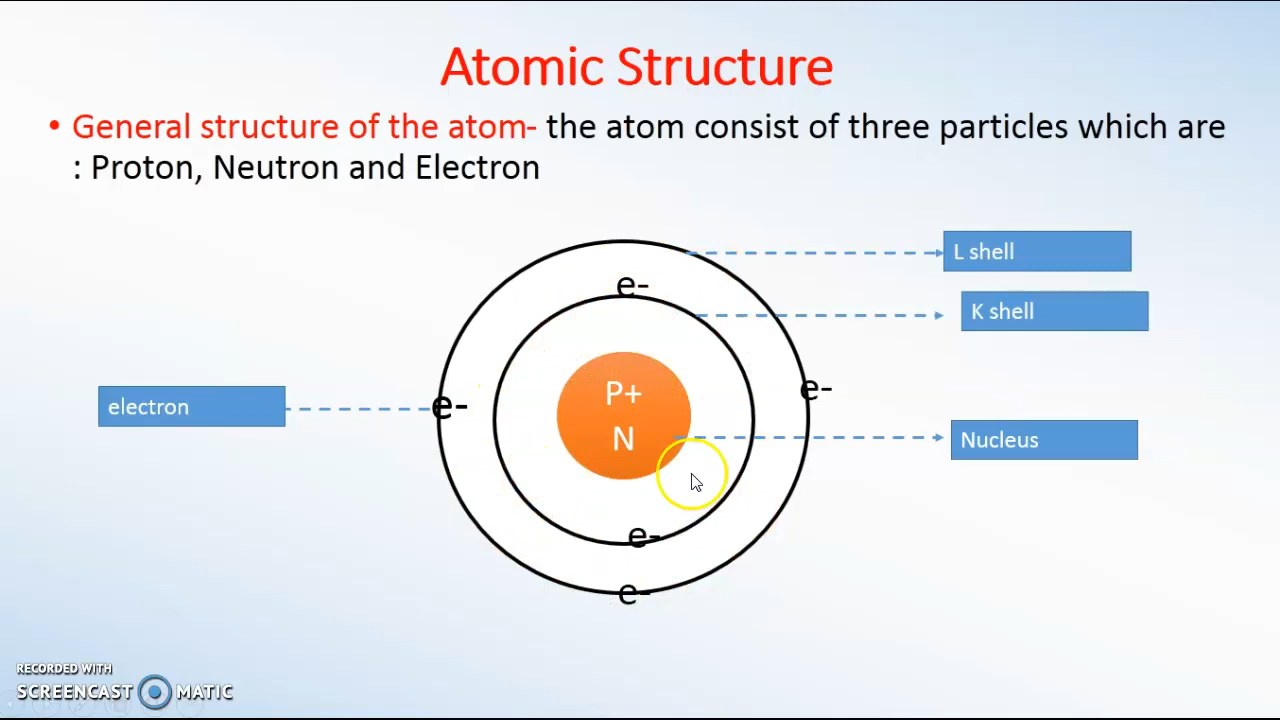 Atomic Structure
• General structure of the atom- the atom consist of three particles which are
: Proton, Neutron and Electron
L shell
e-
K shell
P+
e-
electron
e-
N
Nucleus
e-
e-
RECORDED WITH
SCREENCAST MATIC